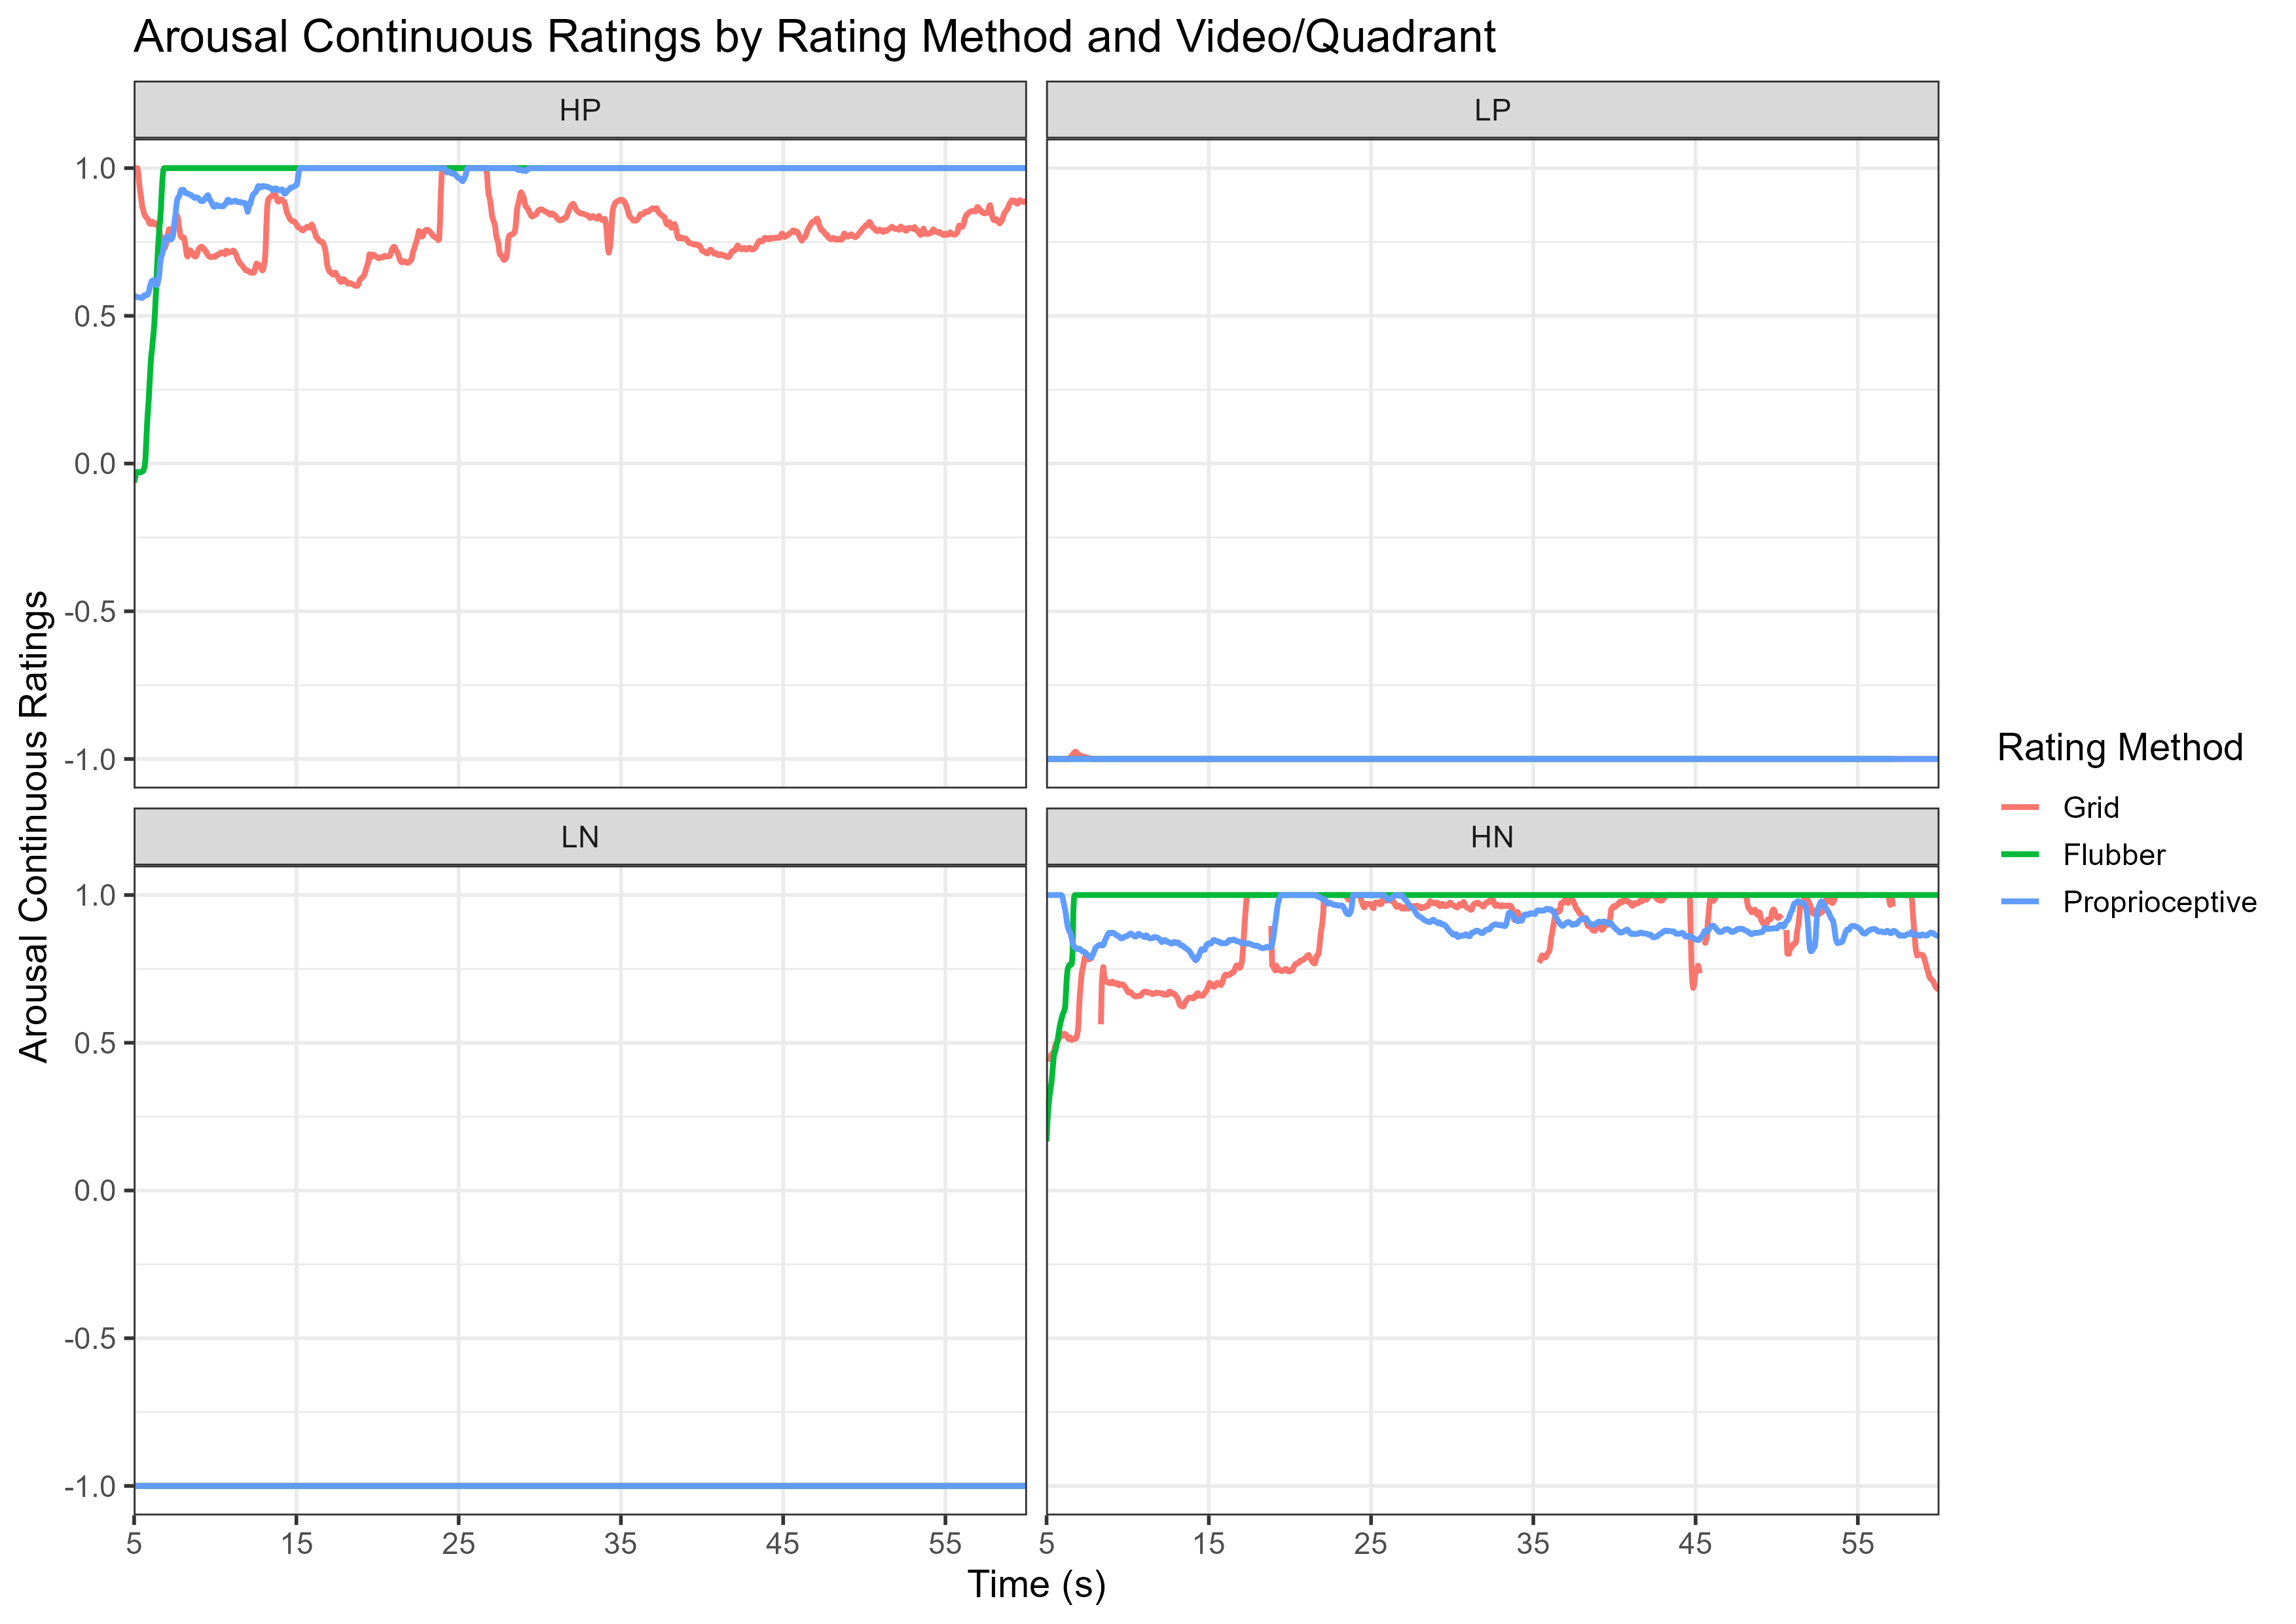 Arousal Continuous Ratings by Rating Method and Video/Quadrant
HP
LP
1.0
0.5
0.0
-0.5
-1.0
LN
HN
1.0
0.5
0.0
-0.5
-1.0
5 15 25 35 45 55
5 15 25 35 45 55
Time (s)
Arousal Continuous Ratings
Rating Method
Grid
Flubber
Proprioceptive